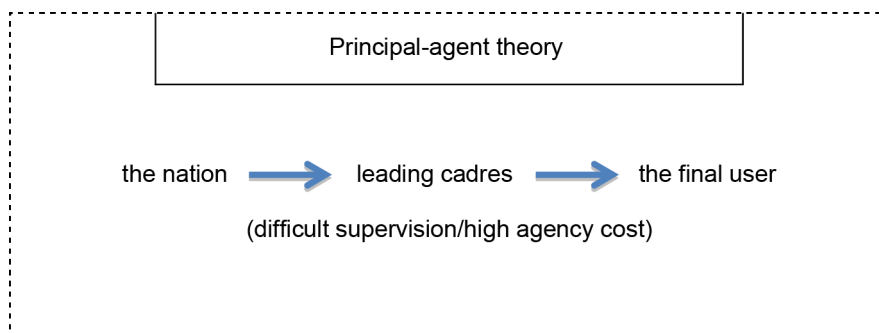 Principal-agent theory
the nation leading cadres the final user
(difficult supervision/high agency cost)